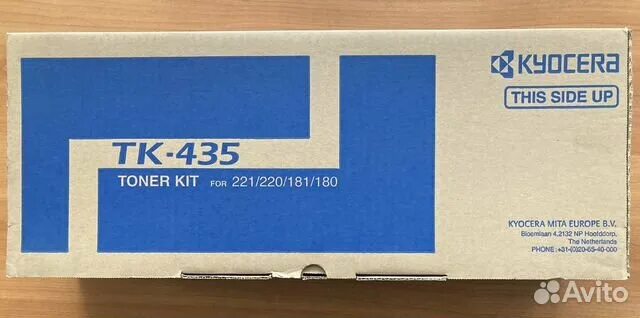 KYOCERA
THIS SIDE UP
TK-435
TONER KIT FOR 221/220/181/180
KYOCERA MITA EUROPE B.V.
Bloemlaan 4,2132 NP Hoofddorp,
The Netherlands
PHONE:+31-(0)20-65-40-000
Avito